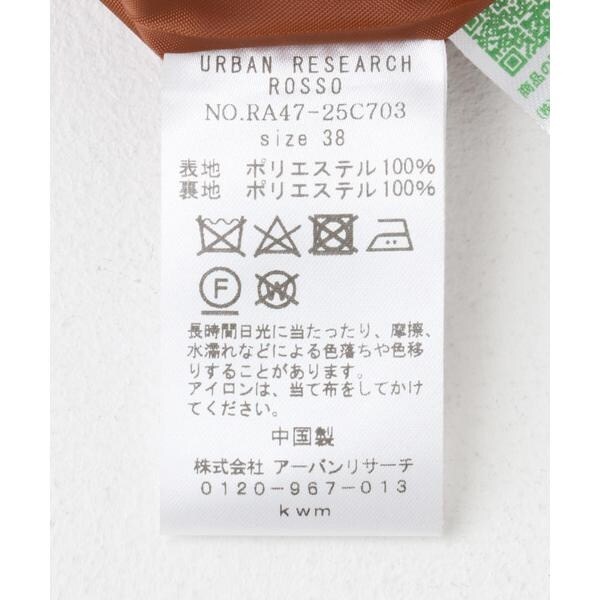 URBAN RESEARCH
ROSSO
NO.RA47-25C703
size 38
表地 ポリエステル100%
裏地 ポリエステル100%
F
W
長時間日光に当たったり、摩擦、
水濡れなどによる色落ちや色移
りすることがあります。
アイロンは、当て布をしてかけ
てください。
中国製
株式会社 アーバンリサーチ
0120-967-013
kwm
商品の